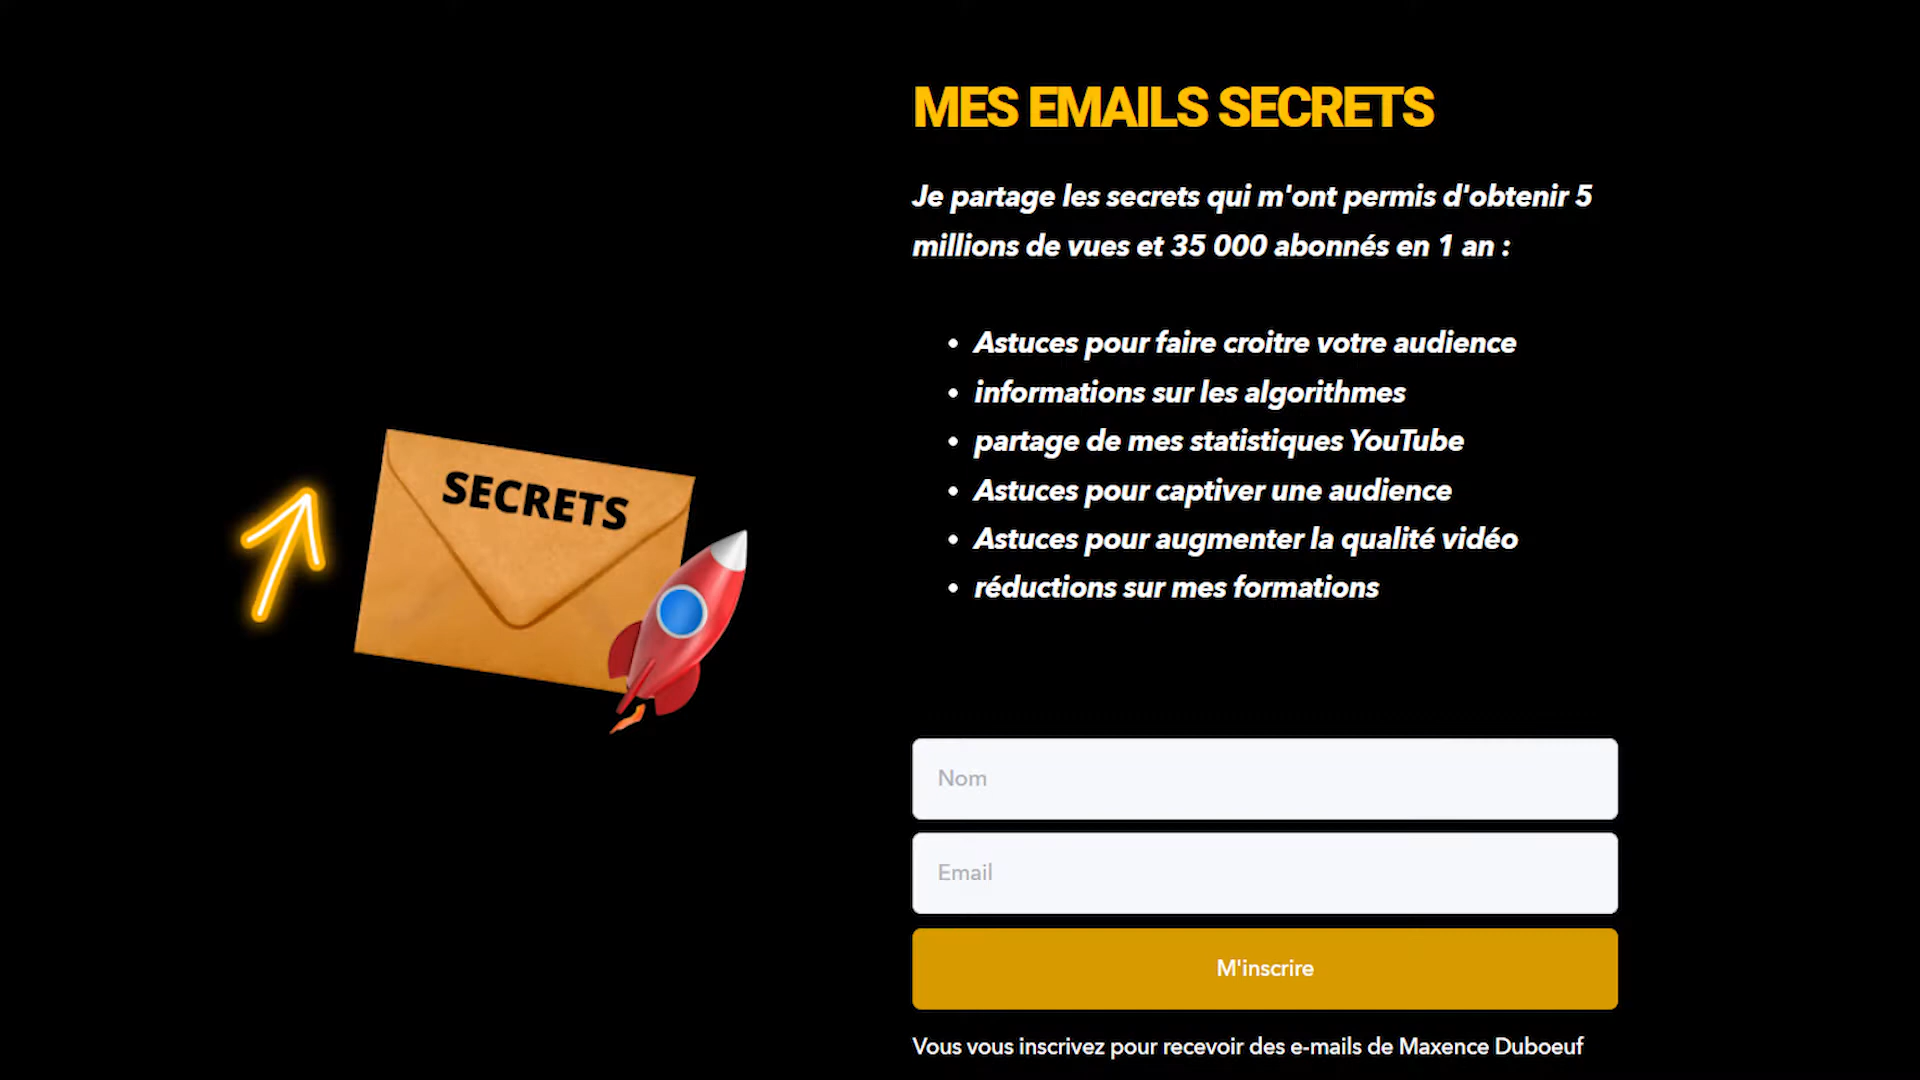 MES EMAILS SECRETS
Je partage les secrets qui m'ont permis d'obtenir 5
millions de vues et 35 000 abonnés en 1 an :
• Astuces pour faire croitre votre audience
• informations sur les algorithmes
• partage de mes statistiques YouTube
• Astuces pour captiver une audience
• Astuces pour augmenter la qualité vidéo
• réductions sur mes formations
SECRETS
Nom
Email
M'inscrire
Vous vous inscrivez pour recevoir des e-mails de Maxence Duboeuf